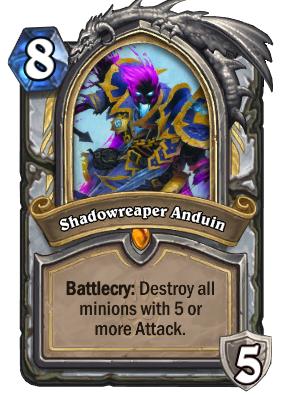 8
Shadowreaper Anduin
Battlecry: Destroy all
minions with 5 or
more Attack.
5